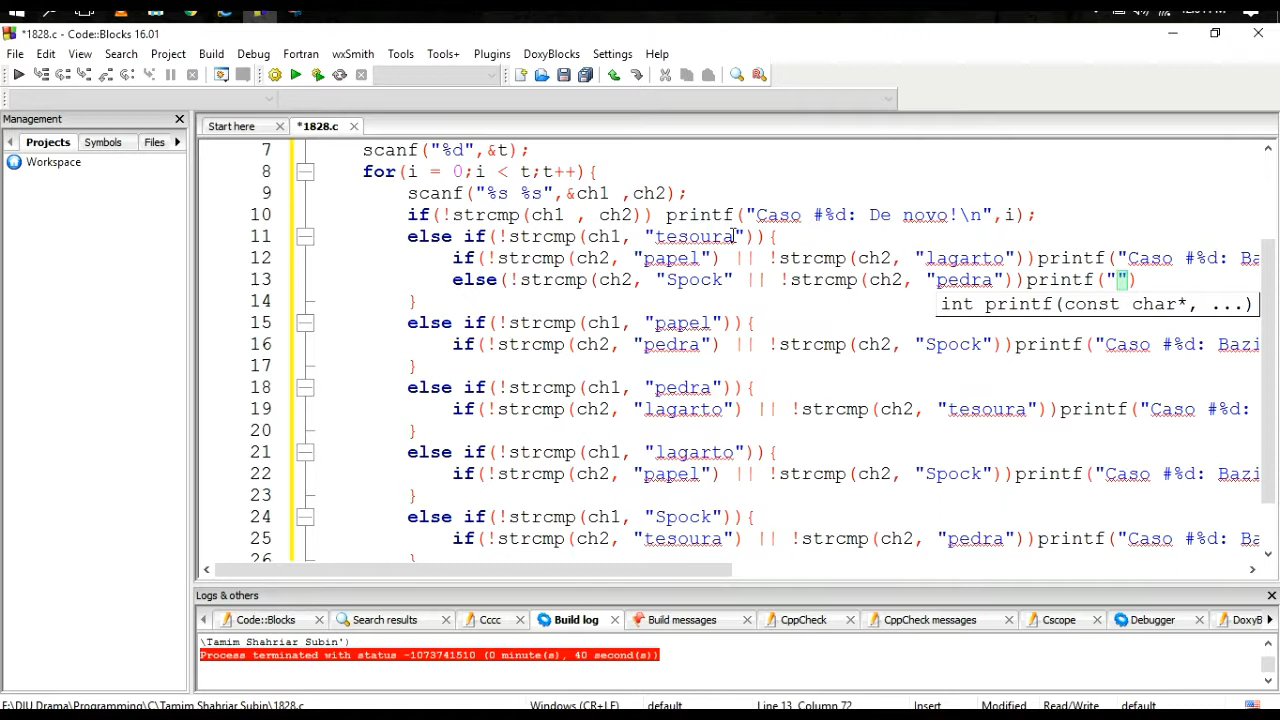 *1828.c - Code::Blocks 16.01
File Edit View Search Project Build Debug Fortran wxSmith Tools Tools+ Plugins DoxyBlocks Settings Help
Management
Projects Symbols Files
Workspace
Start here *1828.c
7 scanf("%d",&t);
8 for(i = 0;i < t;t++){
9 scanf("%s %s",&ch1 ,ch2);
10 if(!strcmp(ch1 , ch2)) printf("Caso #%d: De novo!\n",i);
11 else if(!strcmp(ch1, "tesoura")){
12 if(!strcmp(ch2, "papel") || !strcmp(ch2, "lagarto"))printf("Caso #%d: Ba
13 else(!strcmp(ch2, "Spock" || !strcmp(ch2, "pedra"))printf("")
14 }
int printf(const char*, ...)
15 else if(!strcmp(ch1, "papel")){
16 if(!strcmp(ch2, "pedra") || !strcmp(ch2, "Spock"))printf("Caso #%d: Bazi
17 }
18 else if(!strcmp(ch1, "pedra")){
19 if(!strcmp(ch2, "lagarto") || !strcmp(ch2, "tesoura"))printf("Caso #%d:
20 }
21 else if(!strcmp(ch1, "lagarto")){
22 if(!strcmp(ch2, "papel") || !strcmp(ch2, "Spock"))printf("Caso #%d: Bazi
23 }
24 else if(!strcmp(ch1, "Spock")){
25 if(!strcmp(ch2, "tesoura") || !strcmp(ch2, "pedra"))printf("Caso #%d: Ba
26 }
Logs & others
Code::Blocks Search results Cccc Build log Build messages CppCheck CppCheck messages Cscope Debugger DoxyB
\Tamim Shahriar Subin')
Process terminated with status -1073741510 (0 minute(s), 40 second(s))
F:\DIU Drama\Programming\C\Tamim Shahriar Subin\1828.c Windows (CR+LF) default Line 13, Column 72 Insert Modified Read/Write default